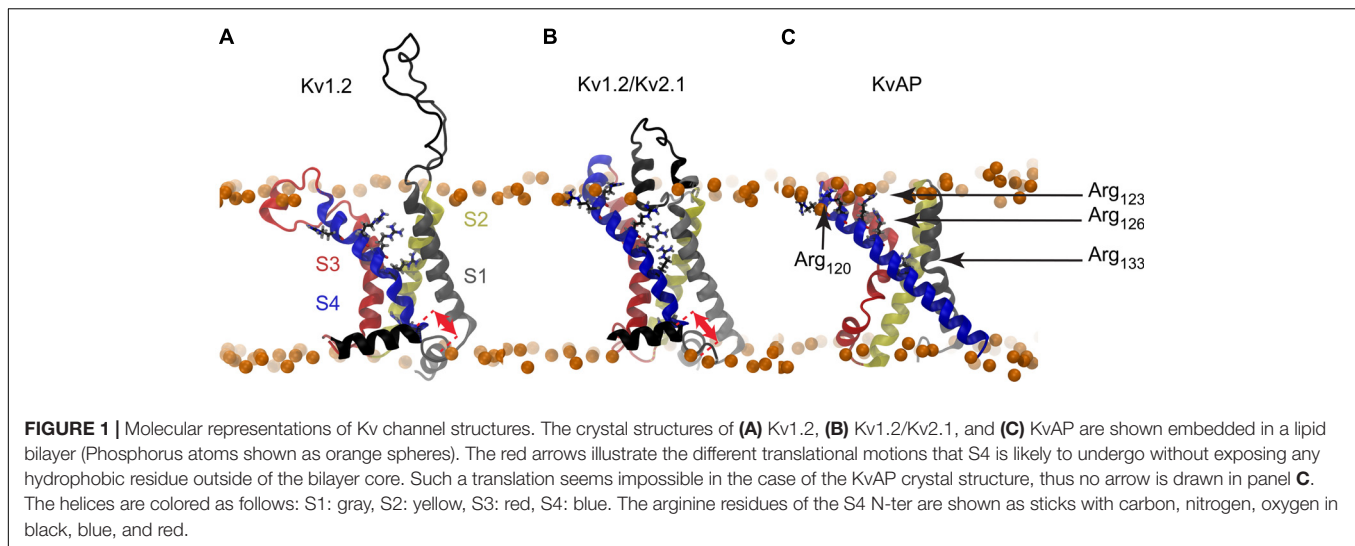 A
B
C
Kv1.2
Kv1.2/Kv2.1
KvAP
Arg123
Arg126
S2
S3
S1
Arg120
Arg133
S4
FIGURE 1 | Molecular representations of Kv channel structures. The crystal structures of (A) Kv1.2, (B) Kv1.2/Kv2.1, and (C) KvAP are shown embedded in a lipid
bilayer (Phosphorus atoms shown as orange spheres). The red arrows illustrate the different translational motions that S4 is likely to undergo without exposing any
hydrophobic residue outside of the bilayer core. Such a translation seems impossible in the case of the KvAP crystal structure, thus no arrow is drawn in panel C.
The helices are colored as follows: S1: gray, S2: yellow, S3: red, S4: blue. The arginine residues of the S4 N-ter are shown as sticks with carbon, nitrogen, oxygen in
black, blue, and red.